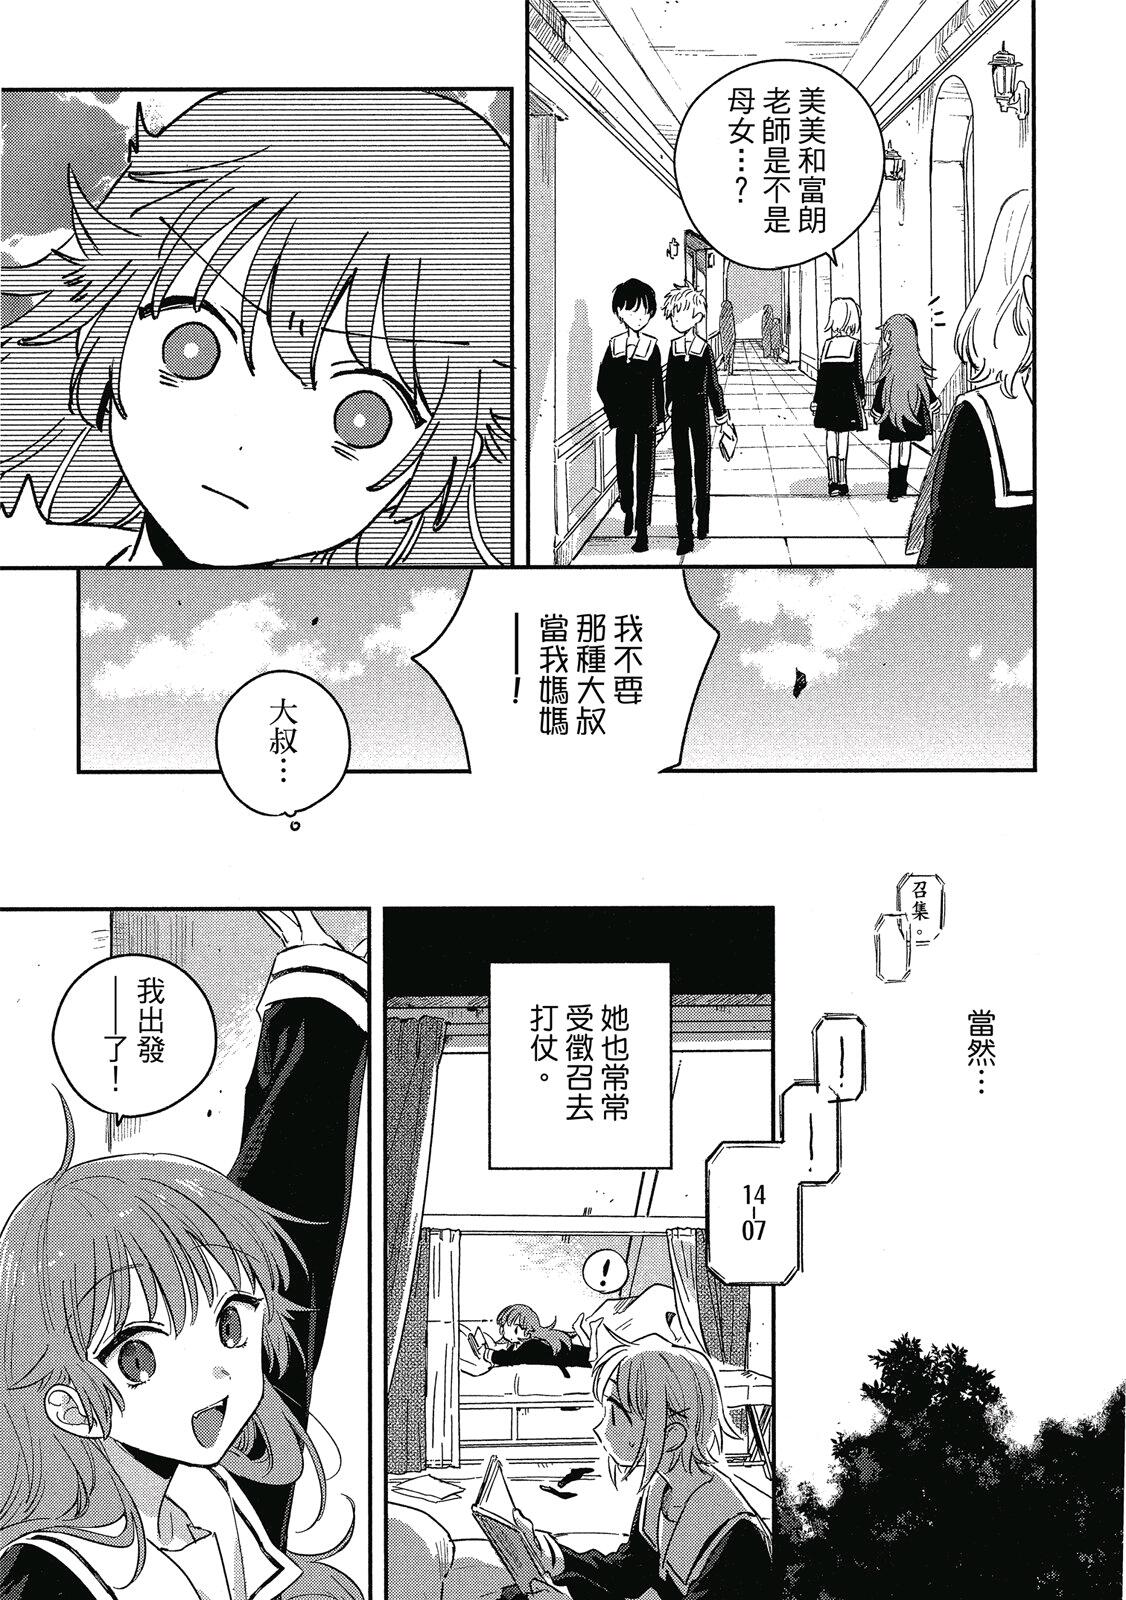 美美和富朗
老師是不是
母女…？
我不要
那種大叔
當我媽媽
——！
大叔…
召集。
當然…
——！
——！
14-07
她也常常
受徵召去
打仗。
！
我出發
——了！